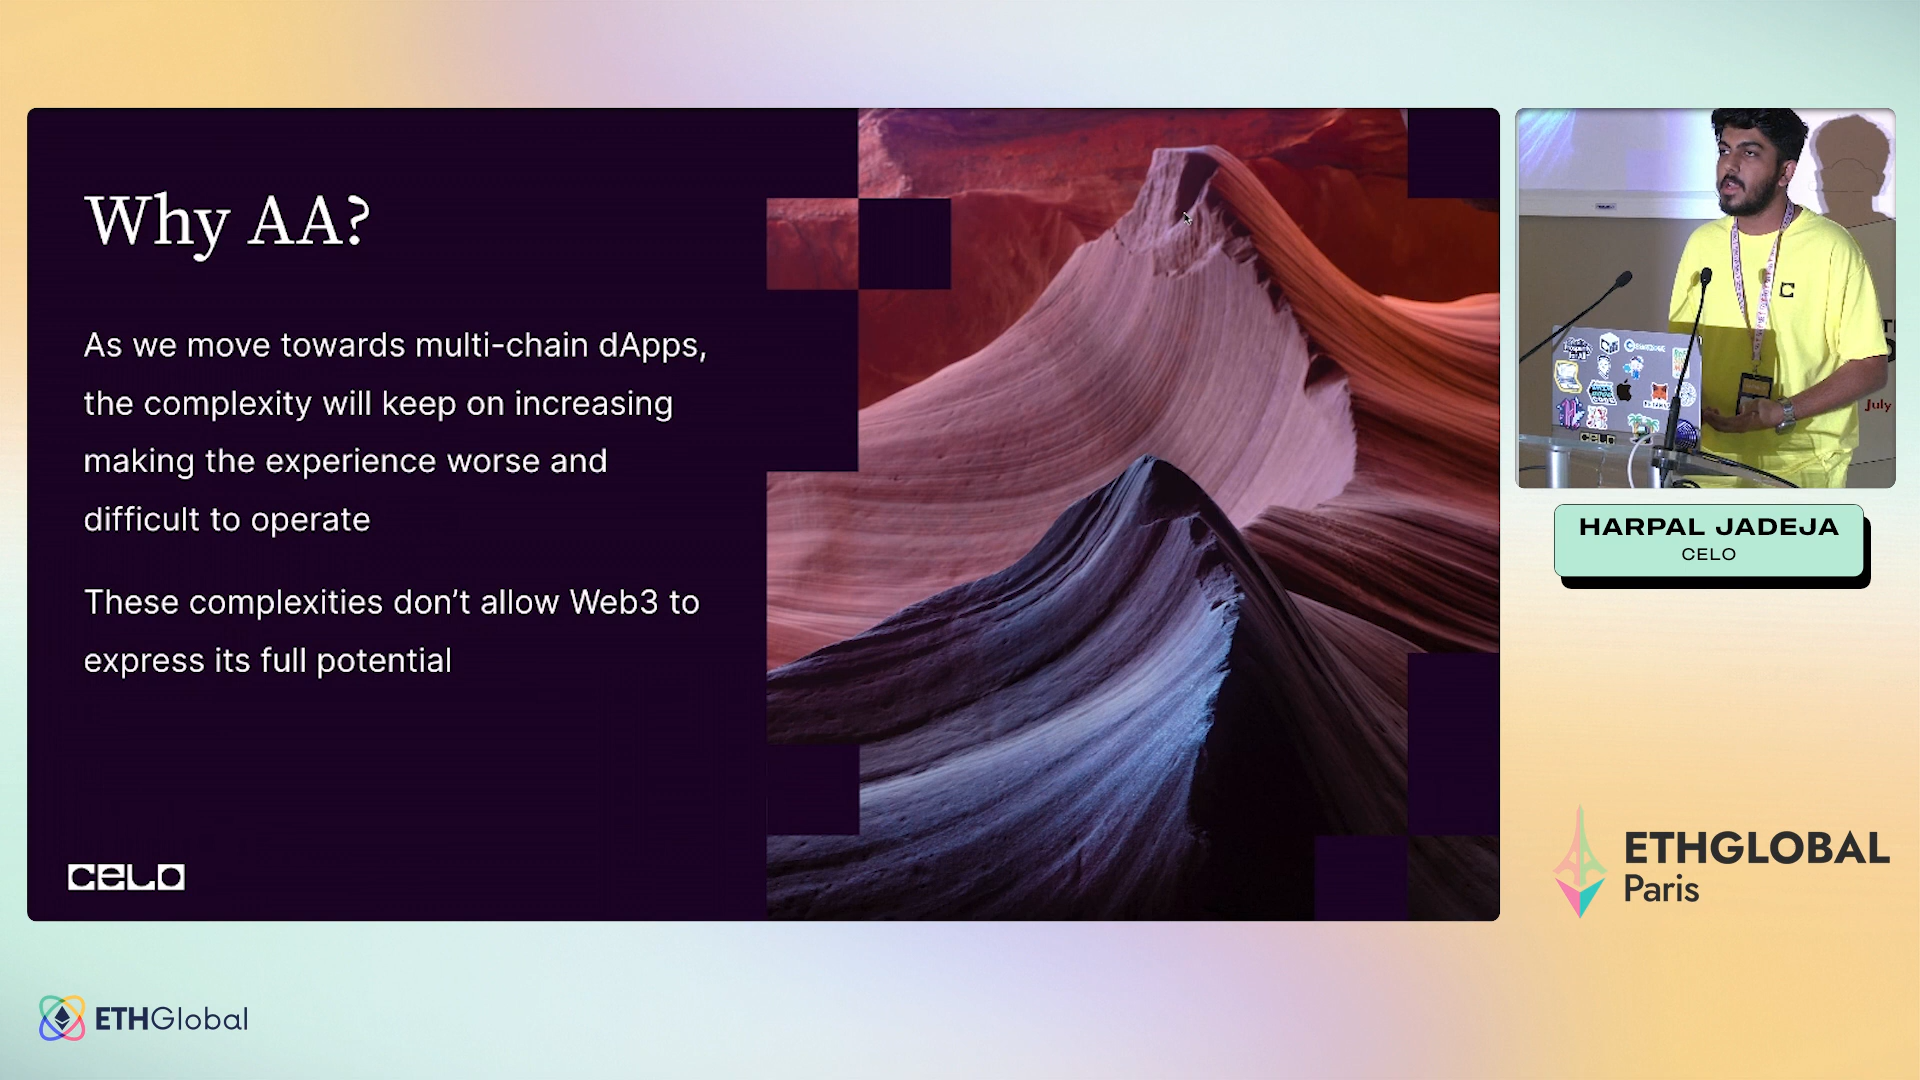 Why AA?
As we move towards multi-chain dApps,
the complexity will keep on increasing
making the experience worse and
difficult to operate
These complexities don't allow Web3 to
express its full potential
CELO
July
CELO
HARPAL JADEJA
CELO
ETHGLOBAL
Paris
ETHGlobal